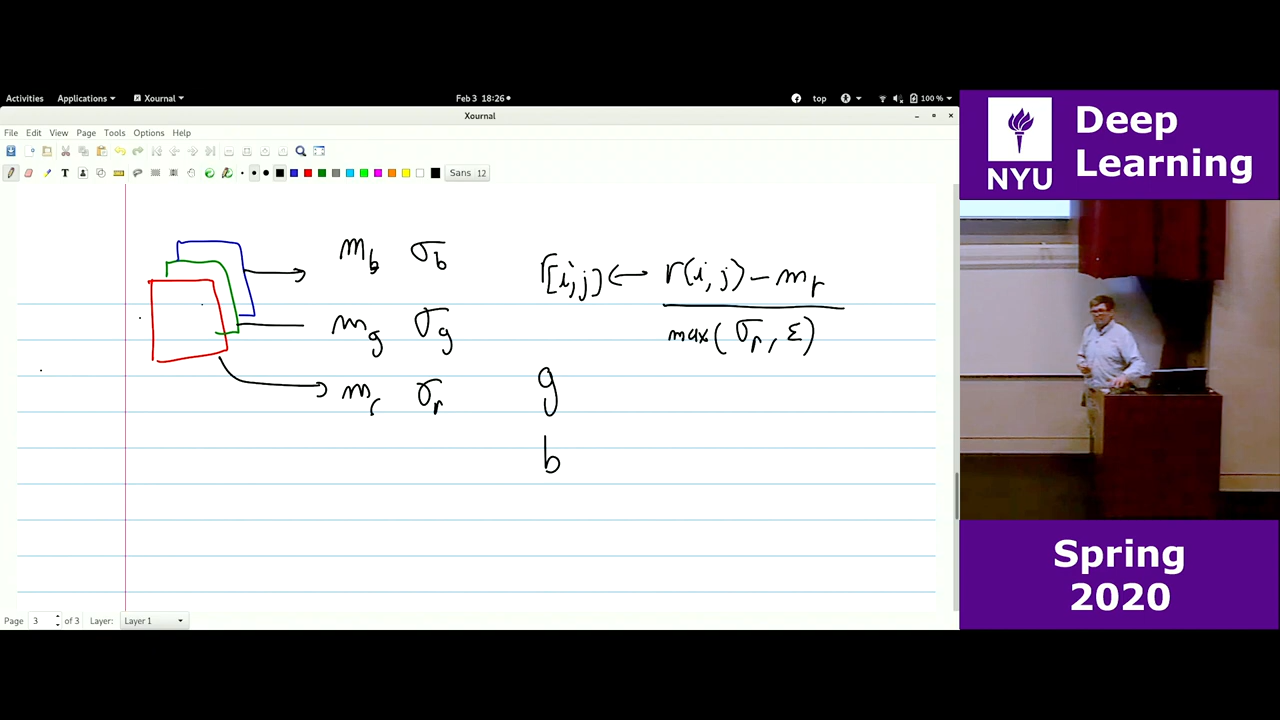 Activities Applications Xournal Feb 3 18:26 top 100 %
Xournal
File Edit View Page Tools Options Help
T Sans 12
m_b σ_b
m_g σ_g
m_r σ_r
r[i,j] ← r(i,j) - m_r
max(σ_r, ε)
g
b
Page 3 of 3 Layer: Layer 1
NYU
Deep
Learning
Spring
2020